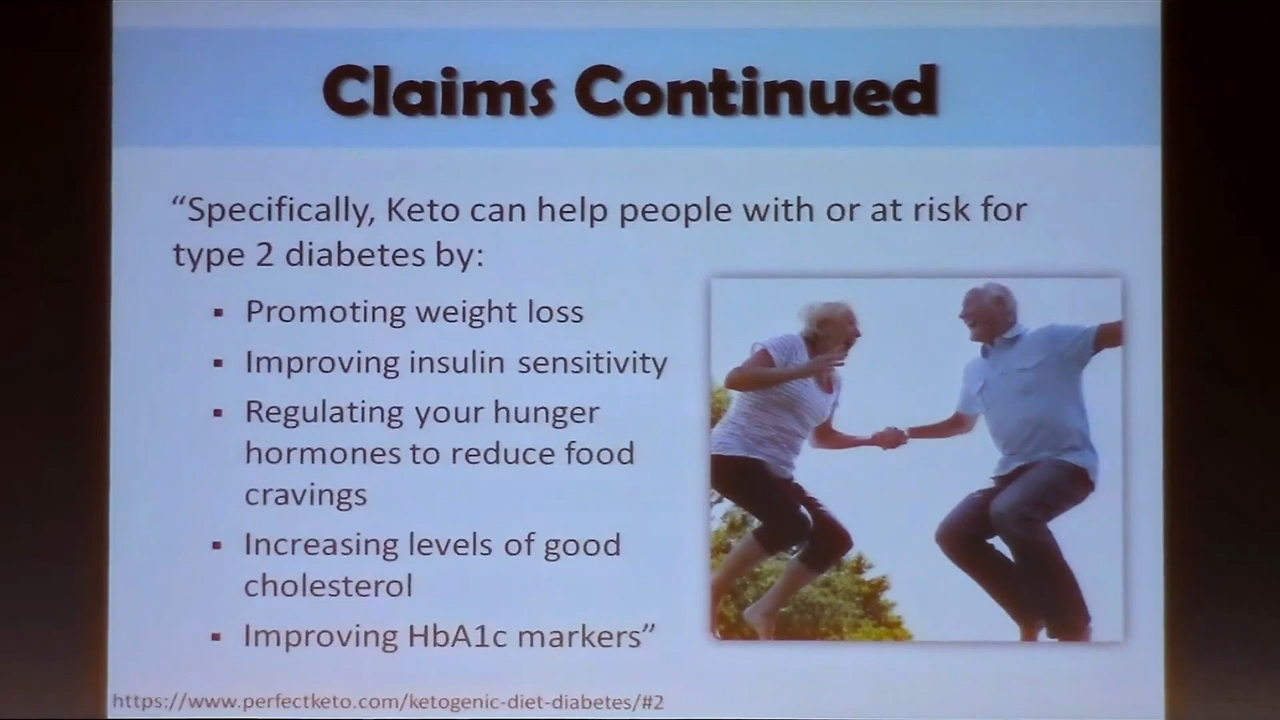 Claims Continued
“Specifically, Keto can help people with or at risk for
type 2 diabetes by:
▪ Promoting weight loss
▪ Improving insulin sensitivity
▪ Regulating your hunger
hormones to reduce food
cravings
▪ Increasing levels of good
cholesterol
▪ Improving HbA1c markers”
https://www.perfectketo.com/ketogenic-diet-diabetes/#2